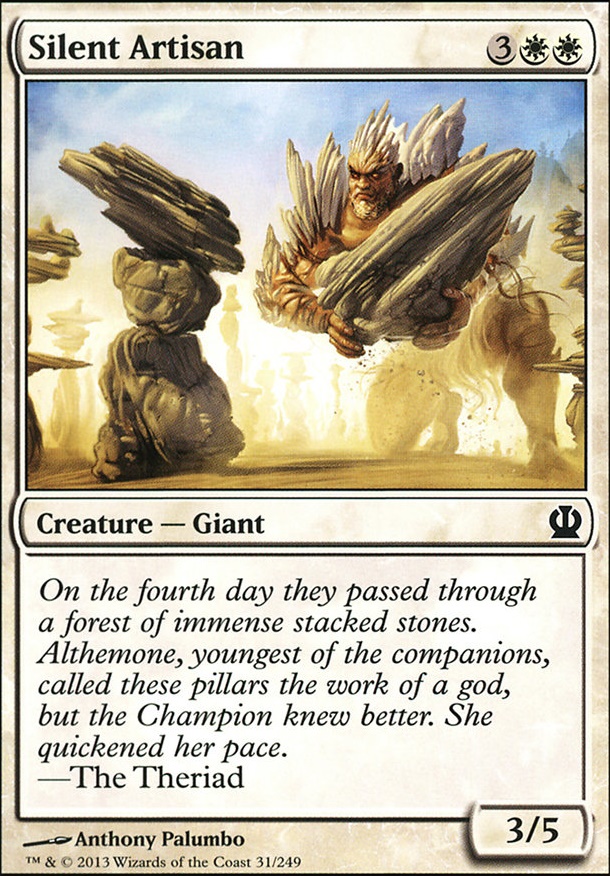 Silent Artisan 3
Creature — Giant
On the fourth day they passed through
a forest of immense stacked stones.
Althemone, youngest of the companions,
called these pillars the work of a god,
but the Champion knew better. She
quickened her pace.
—The Theriad
3/5
Anthony Palumbo
™ & © 2013 Wizards of the Coast 31/249